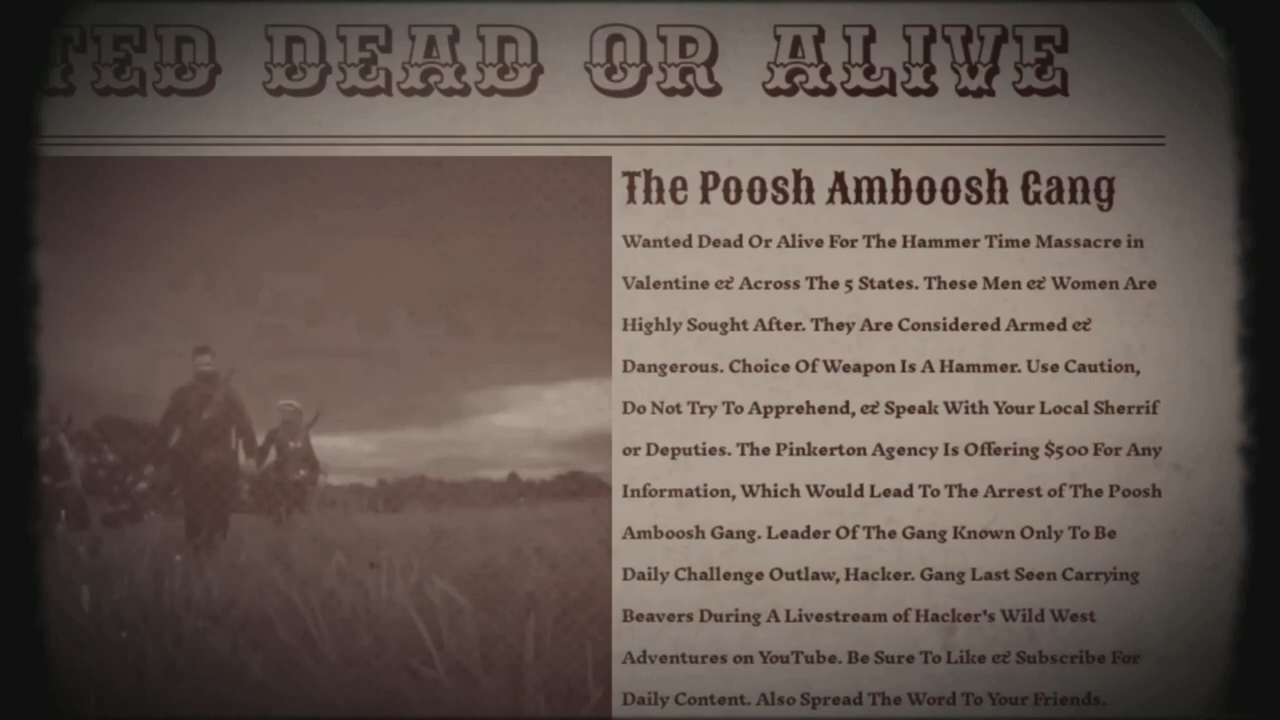 TED DEAD OR ALIVE
The Poosh Amboosh Gang
Wanted Dead Or Alive For The Hammer Time Massacre in
Valentine & Across The 5 States. These Men & Women Are
Highly Sought After. They Are Considered Armed &
Dangerous. Choice Of Weapon Is A Hammer. Use Caution,
Do Not Try To Apprehend, & Speak With Your Local Sherrif
or Deputies. The Pinkerton Agency Is Offering $500 For Any
Information, Which Would Lead To The Arrest of The Poosh
Amboosh Gang. Leader Of The Gang Known Only To Be
Daily Challenge Outlaw, Hacker. Gang Last Seen Carrying
Beavers During A Livestream of Hacker's Wild West
Adventures on YouTube. Be Sure To Like & Subscribe For
Daily Content. Also Spread The Word To Your Friends.